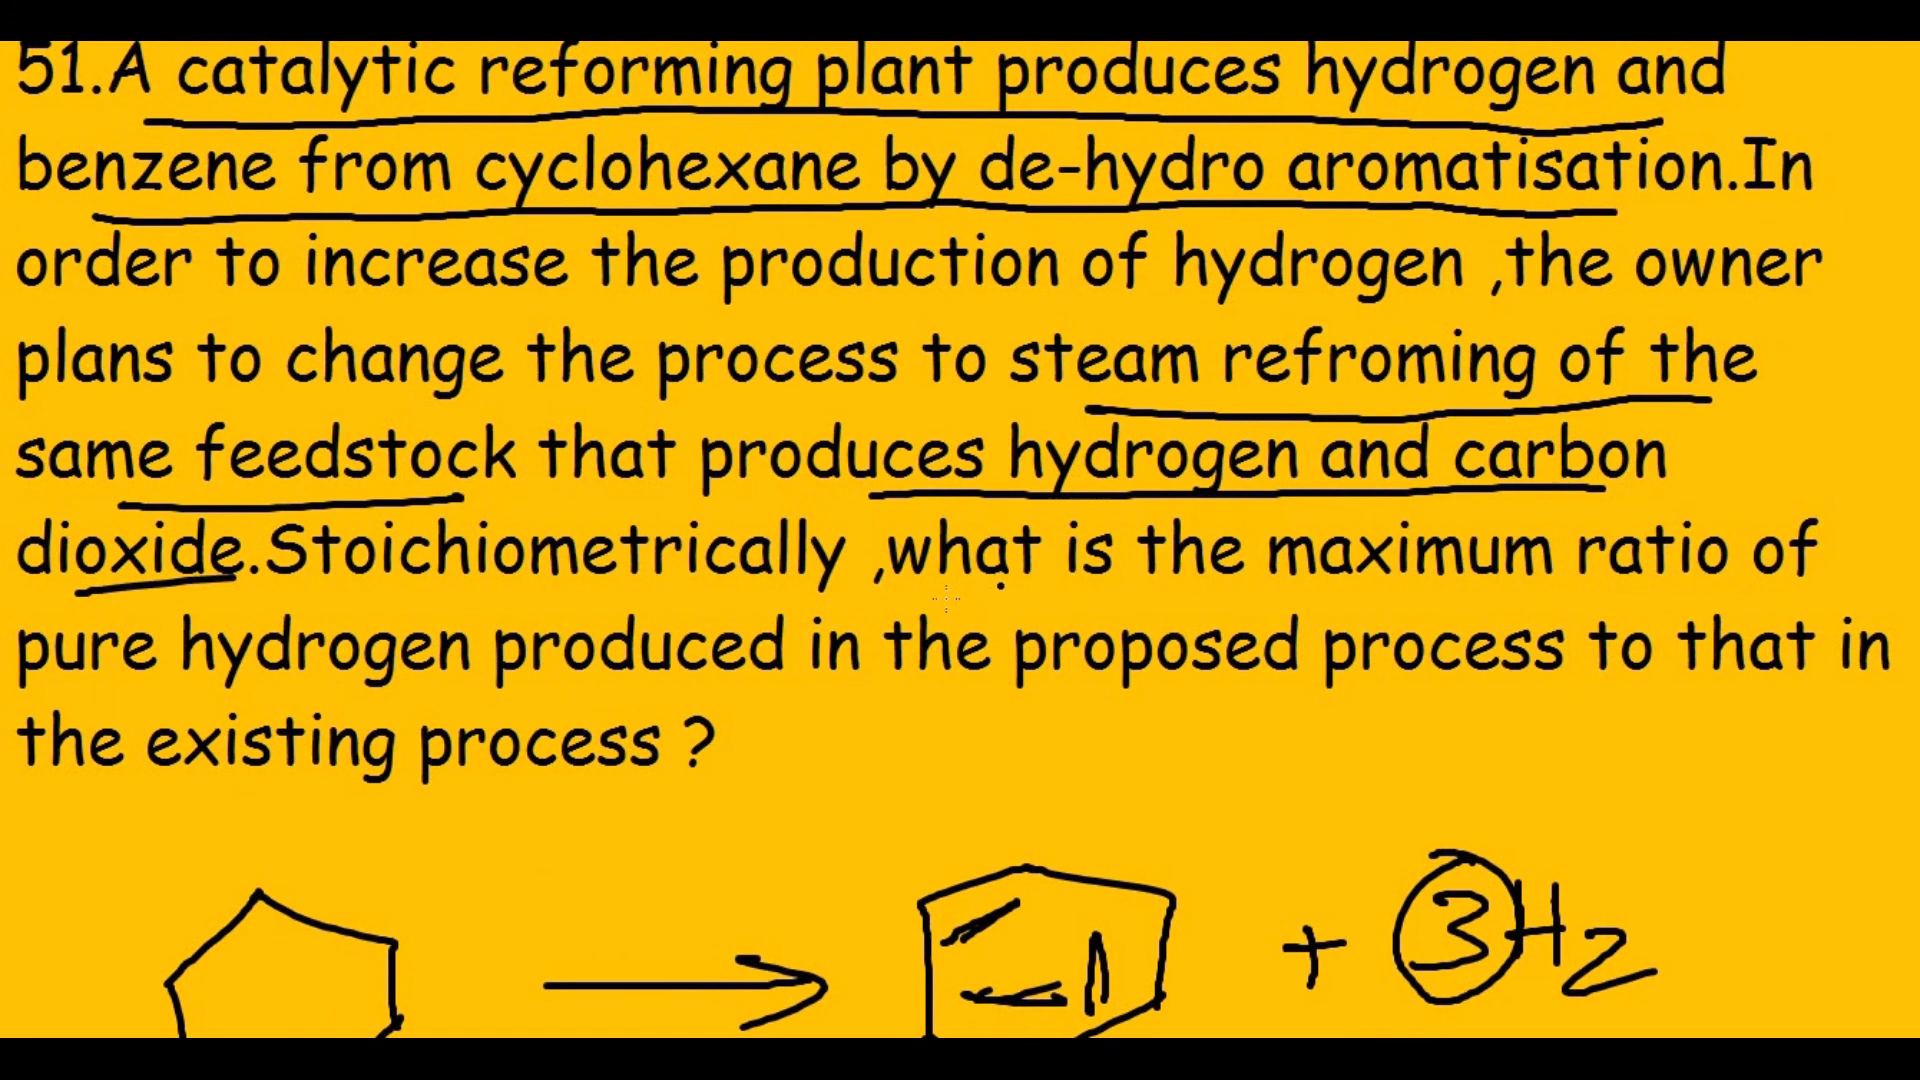 51.A catalytic reforming plant produces hydrogen and
benzene from cyclohexane by de-hydro aromatisation.In
order to increase the production of hydrogen ,the owner
plans to change the process to steam refroming of the
same feedstock that produces hydrogen and carbon
dioxide.Stoichiometrically ,what is the maximum ratio of
pure hydrogen produced in the proposed process to that in
the existing process ?
+ 3H2